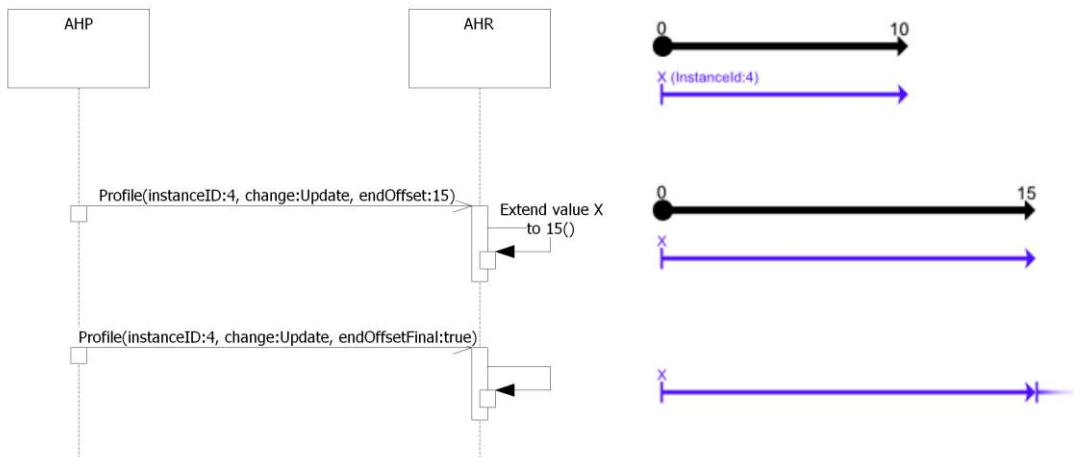 AHP
AHR
0
10
X (InstanceId:4)
Profile(instanceID:4, change:Update, endOffset:15)
Extend value X
to 15()
0
15
X
Profile(instanceID:4, change:Update, endOffsetFinal:true)
X